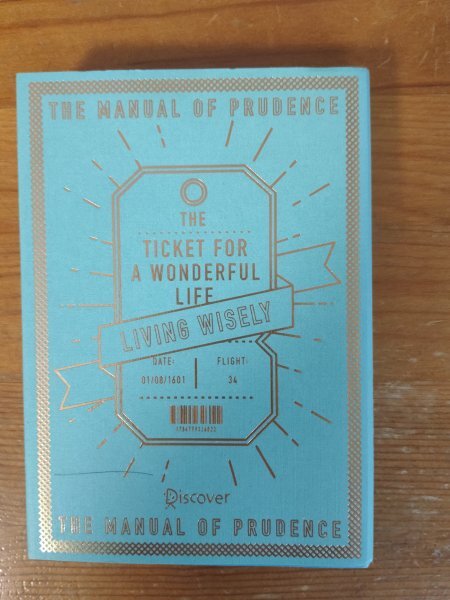 THE MANUAL OF PRUDENCE
THE
TICKET FOR
A WONDERFUL
LIFE
LIVING WISELY
DATE: FLIGHT:
01/08/1601 34
Discover
THE MANUAL OF PRUDENCE